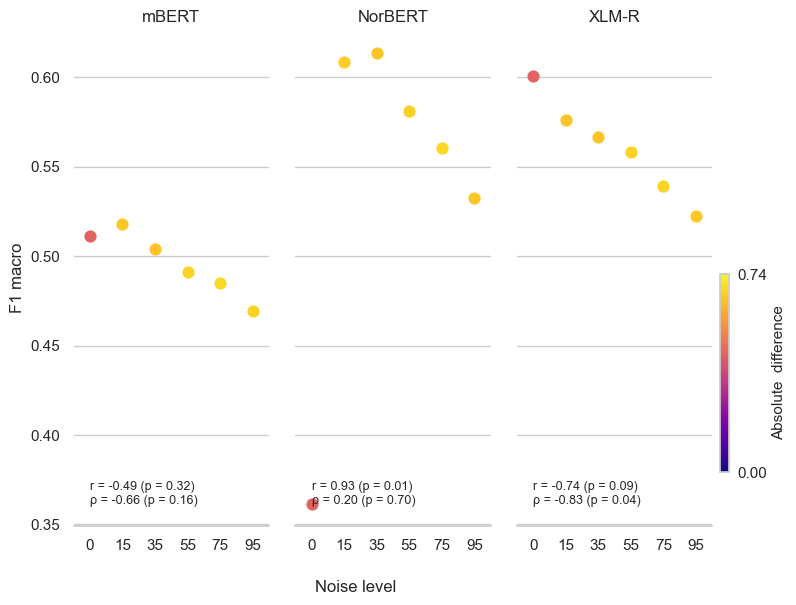 mBERT
NorBERT
XLM-R
F1 macro
0.60
0.55
0.50
0.45
0.40
0.35
r = -0.49 (p = 0.32)
ρ = -0.66 (p = 0.16)
r = 0.93 (p = 0.01)
ρ = 0.20 (p = 0.70)
r = -0.74 (p = 0.09)
ρ = -0.83 (p = 0.04)
0 15 35 55 75 95
0 15 35 55 75 95
0 15 35 55 75 95
Noise level
0.74
0.00
Absolute difference